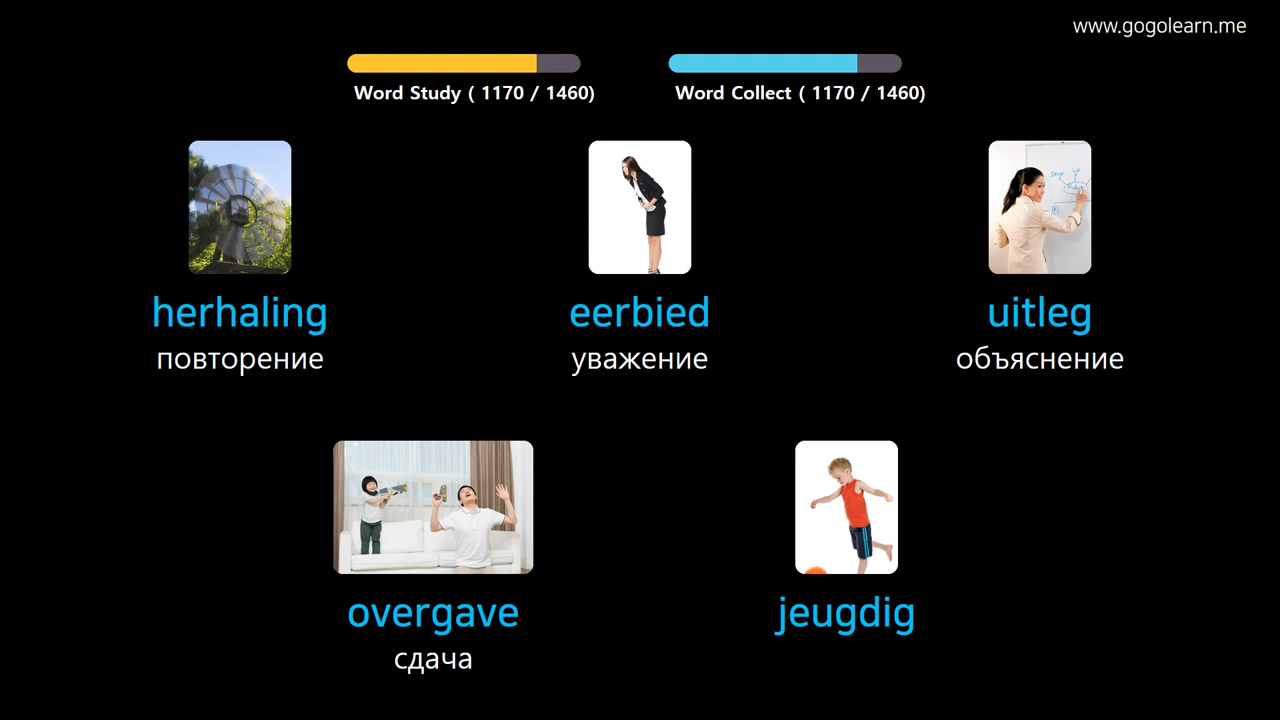 www.gogolearn.me
Word Study ( 1170 / 1460)
Word Collect ( 1170 / 1460)
herhaling
повторение
eerbied
уважение
uitleg
объяснение
overgave
сдача
jeugdig